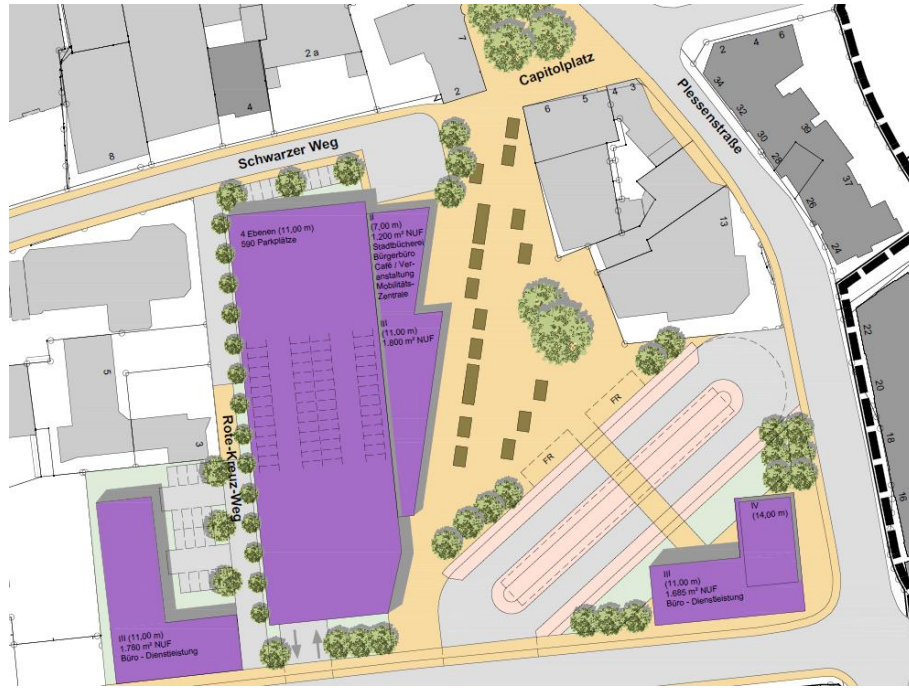 Capitolplatz
Plessenstraße
Schwarzer Weg
Rote-Kreuz-Weg
2 a
7
4
2
8
6
5
4
3
13
2
4
6
34
32
30
28
26
24
39
37
22
20
18
16
5
3
4 Ebenen (11,00 m)
590 Parkplätze
II
(7,00 m)
1.200 m² NUF
Stadtbücherei
Bürgerbüro
Café / Ver-
anstaltung
Mobilitäts-
Zentrale
III
(11,00 m)
1.800 m² NUF
FR
FR
IV
(14,00 m)
III
(11,00 m)
1.685 m² NUF
Büro - Dienstleistung
III (11,00 m)
1.780 m² NUF
Büro - Dienstleistung